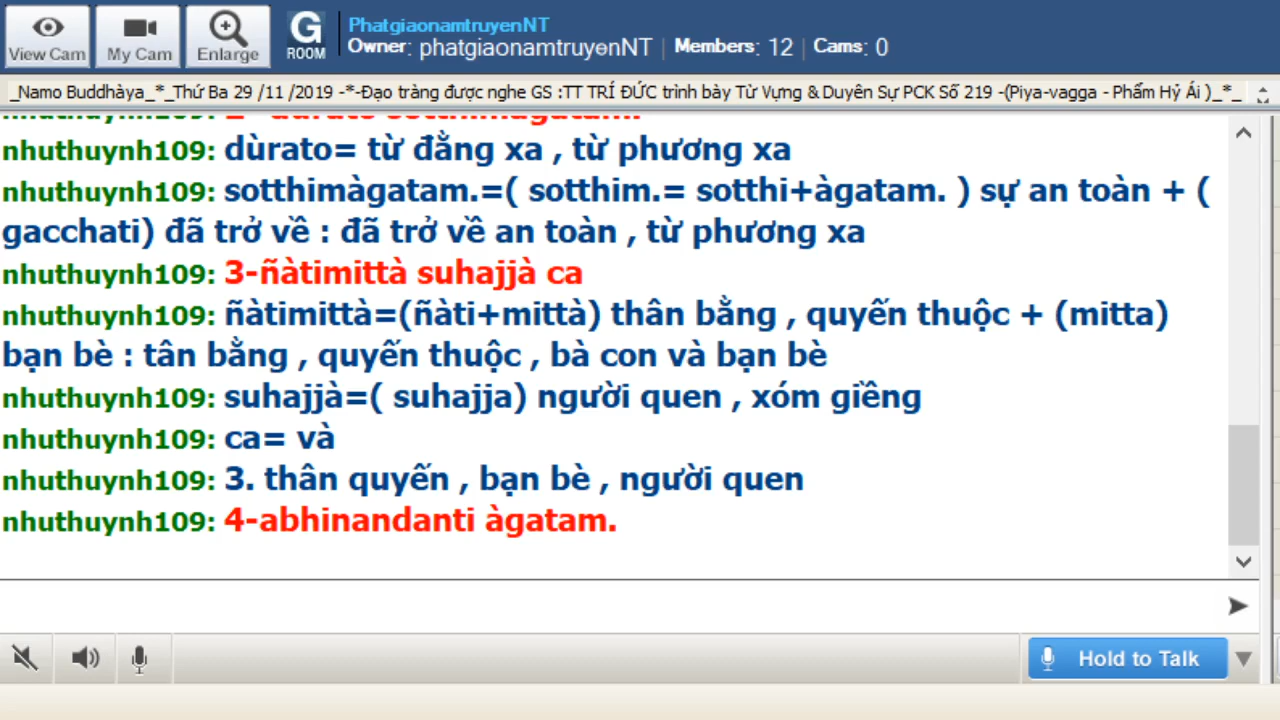 View Cam
My Cam
Enlarge
G
ROOM
PhatgiaonamtruyenNT
Owner: phatgiaonamtruyenNT | Members: 12 | Cams: 0
_Namo Buddhàya_*_Thứ Ba 29 /11 /2019 -*-Đạo tràng được nghe GS :TT TRÍ ĐỨC trình bày Từ Vựng & Duyên Sự PCK Số 219 -(Piya-vagga - Phẩm Hỷ Ái )_*_
nhuthuynh109: dùrato= từ đằng xa , từ phương xa
nhuthuynh109: sotthimàgatam.=( sotthim.= sotthi+àgatam. ) sự an toàn + (
gacchati) đã trở về : đã trở về an toàn , từ phương xa
nhuthuynh109: 3-ñàtimittà suhajjà ca
nhuthuynh109: ñàtimittà=(ñàti+mittà) thân bằng , quyến thuộc + (mitta)
bạn bè : tân bằng , quyến thuộc , bà con và bạn bè
nhuthuynh109: suhajjà=( suhajja) người quen , xóm giềng
nhuthuynh109: ca= và
nhuthuynh109: 3. thân quyến , bạn bè , người quen
nhuthuynh109: 4-abhinandanti àgatam.
Hold to Talk